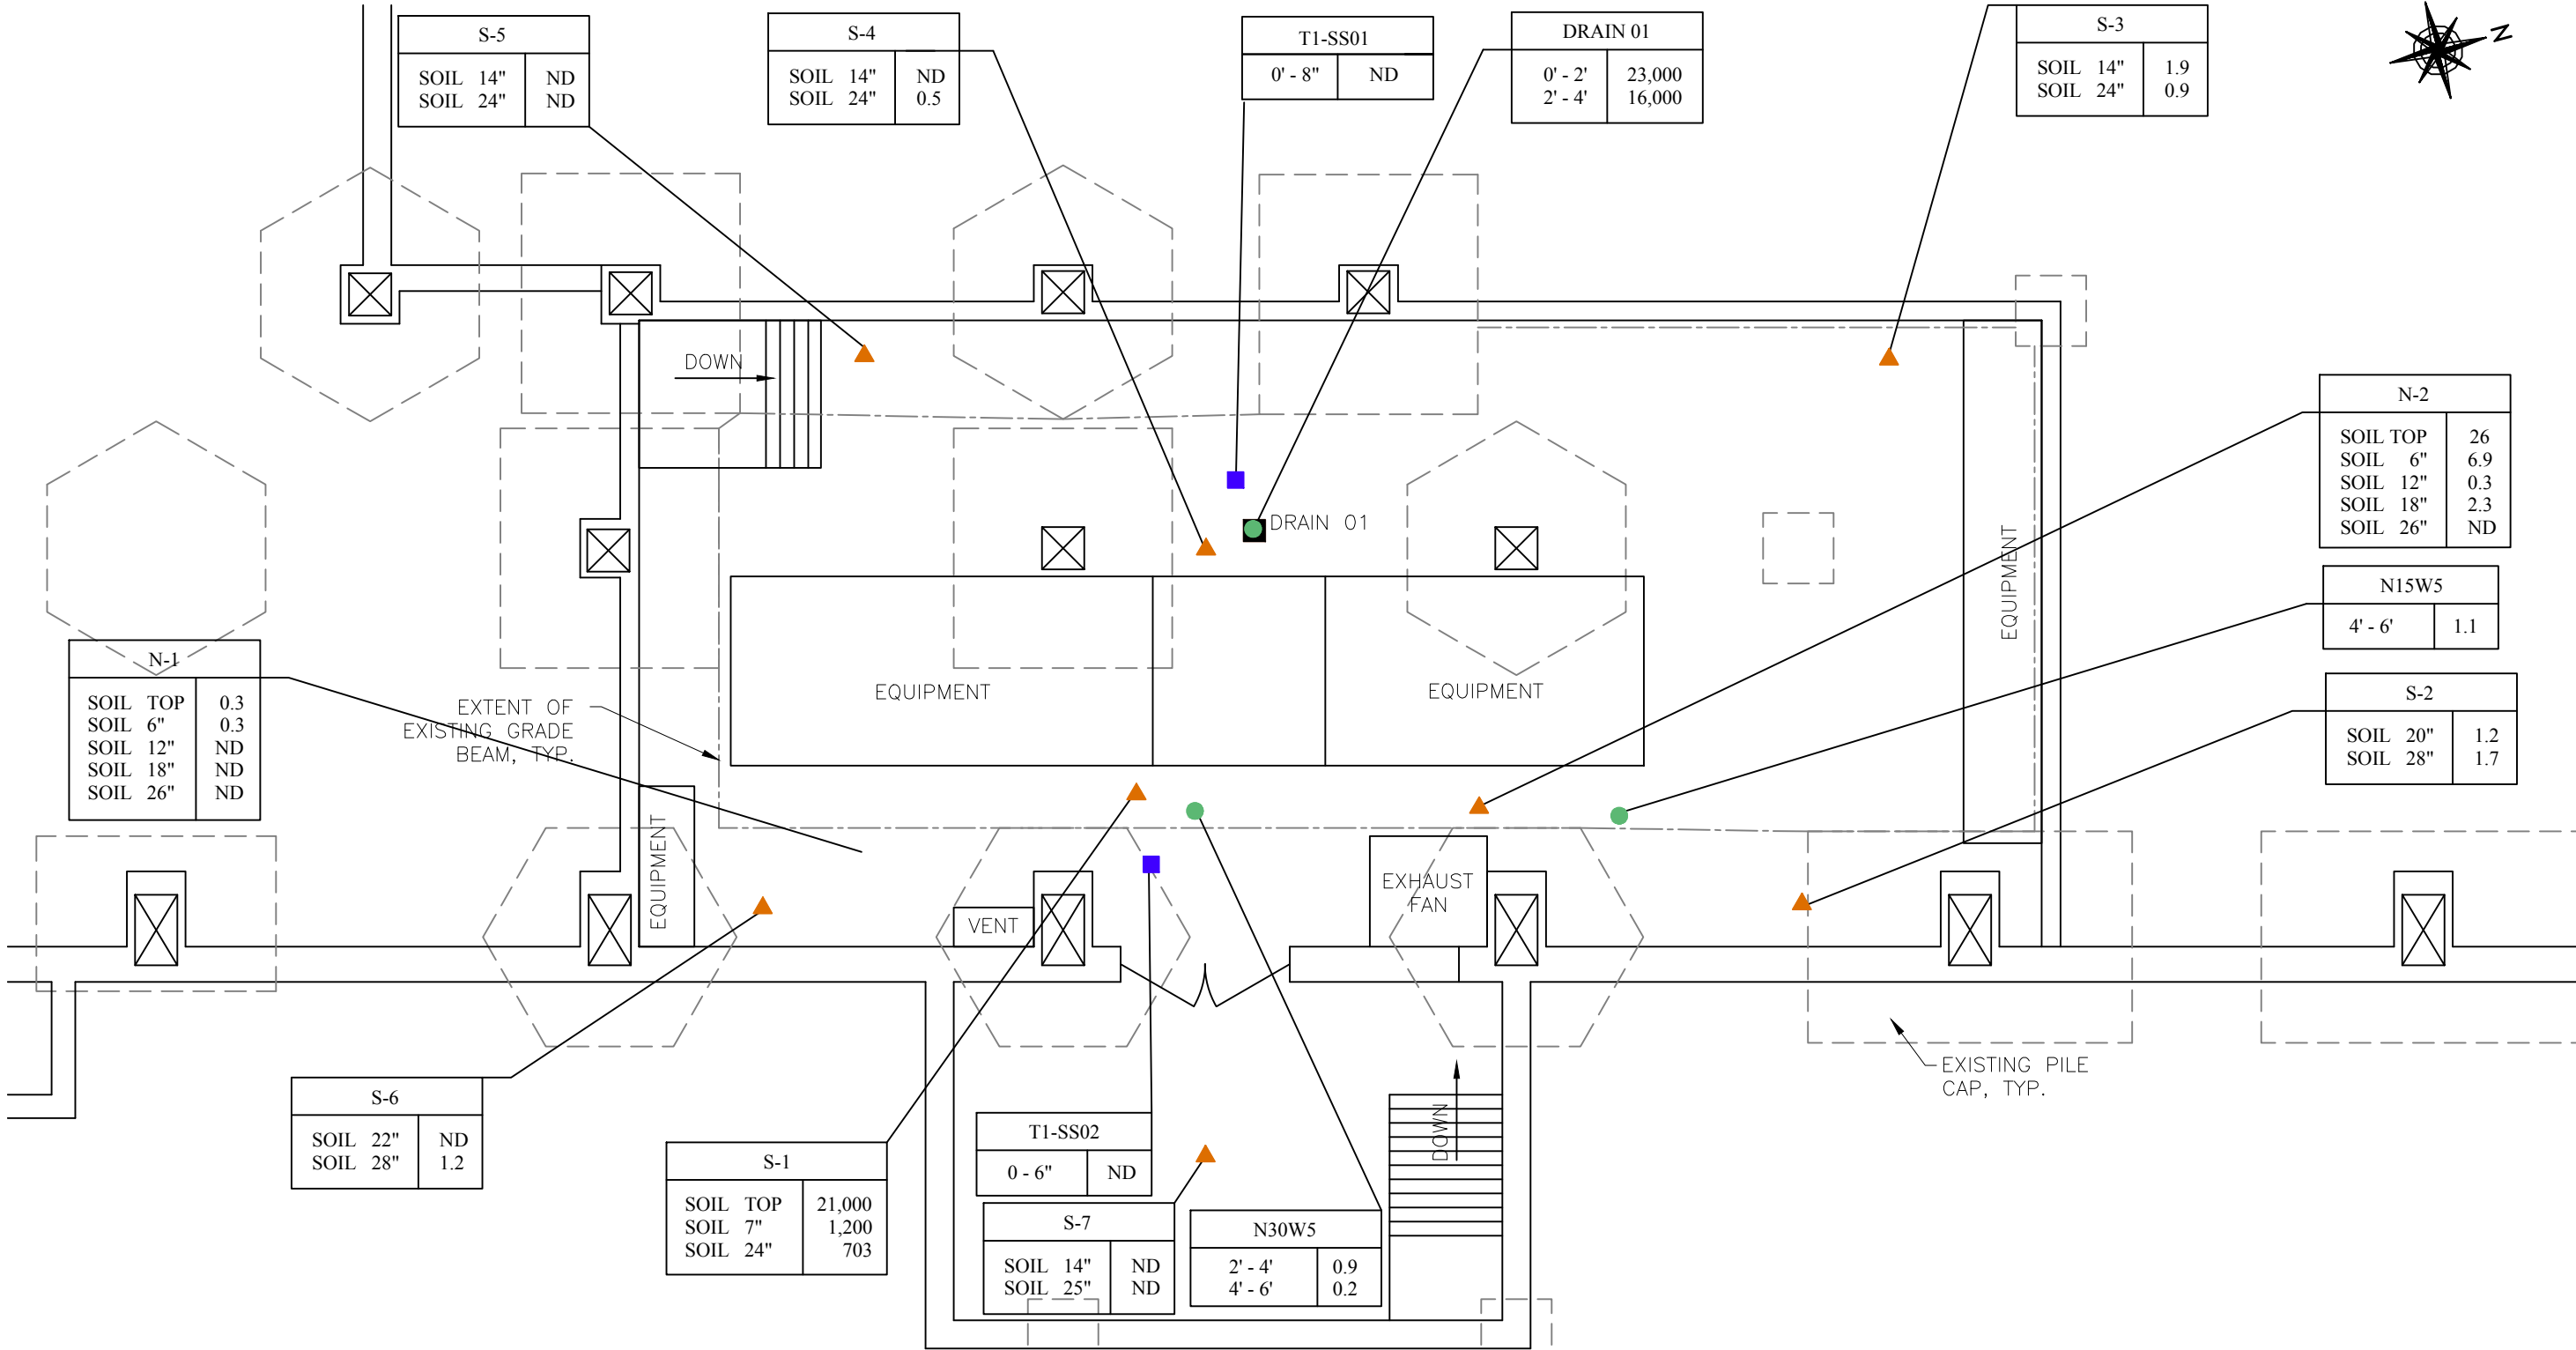 S-5
SOIL 14" ND
SOIL 24" ND
S-4
SOIL 14" ND
SOIL 24" 0.5
T1-SS01
0' - 8" ND
DRAIN 01
0' - 2' 23,000
2' - 4' 16,000
S-3
SOIL 14" 1.9
SOIL 24" 0.9
N
DOWN
DRAIN 01
N-2
SOIL TOP 26
SOIL 6" 6.9
SOIL 12" 0.3
SOIL 18" 2.3
SOIL 26" ND
EQUIPMENT
N15W5
4' - 6' 1.1
N-1
SOIL TOP 0.3
SOIL 6" 0.3
SOIL 12" ND
SOIL 18" ND
SOIL 26" ND
EXTENT OF
EXISTING GRADE
BEAM, TYP.
EQUIPMENT
EQUIPMENT
S-2
SOIL 20" 1.2
SOIL 28" 1.7
EQUIPMENT
VENT
EXHAUST
FAN
EXISTING PILE
CAP, TYP.
S-6
SOIL 22" ND
SOIL 28" 1.2
S-1
SOIL TOP 21,000
SOIL 7" 1,200
SOIL 24" 703
T1-SS02
0 - 6" ND
S-7
SOIL 14" ND
SOIL 25" ND
N30W5
2' - 4' 0.9
4' - 6' 0.2
DOWN